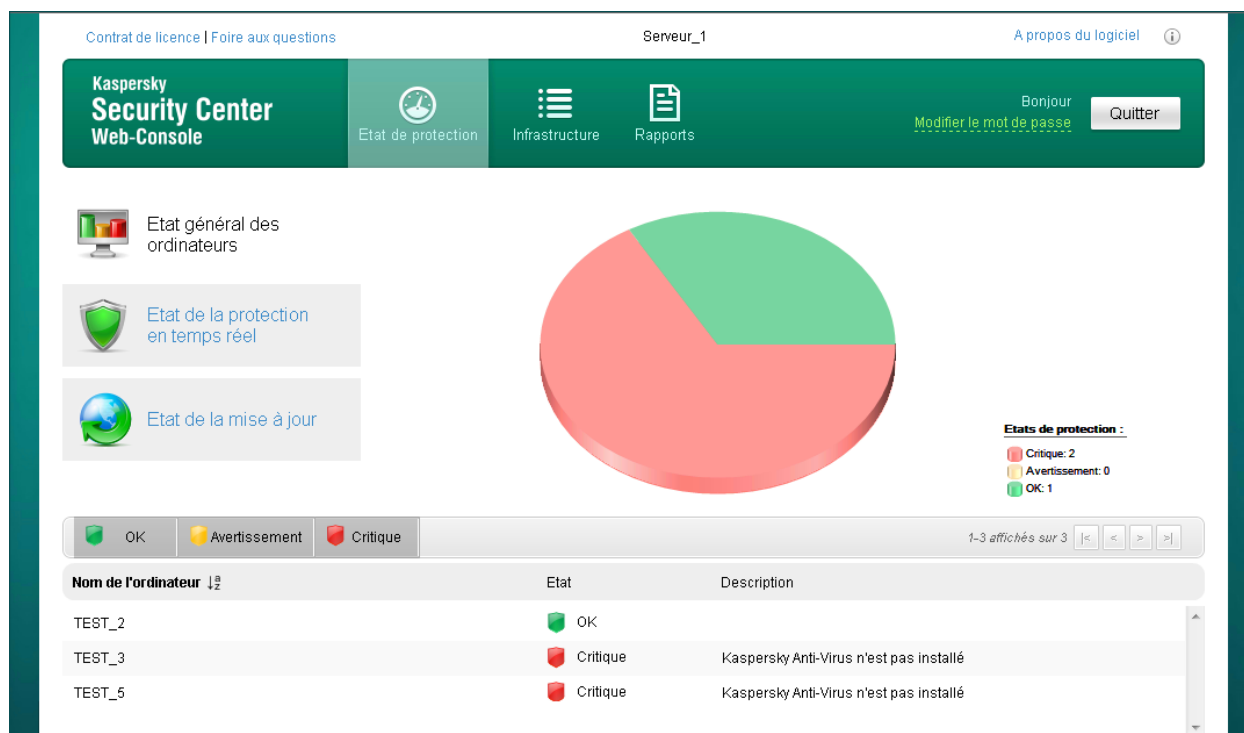 Contrat de licence | Foire aux questions
Serveur_1
A propos du logiciel
Kaspersky
Security Center
Web-Console
Etat de protection
Infrastructure
Rapports
Bonjour
Modifier le mot de passe
Quitter
Etat général des
ordinateurs
Etat de la protection
en temps réel
Etat de la mise à jour
Etats de protection :
Critique: 2
Avertissement: 0
OK: 1
OK
Avertissement
Critique
1-3 affichés sur 3
|<
<
>
>|
Nom de l'ordinateur
Etat
Description
TEST_2
OK
TEST_3
Critique
Kaspersky Anti-Virus n'est pas installé
TEST_5
Critique
Kaspersky Anti-Virus n'est pas installé